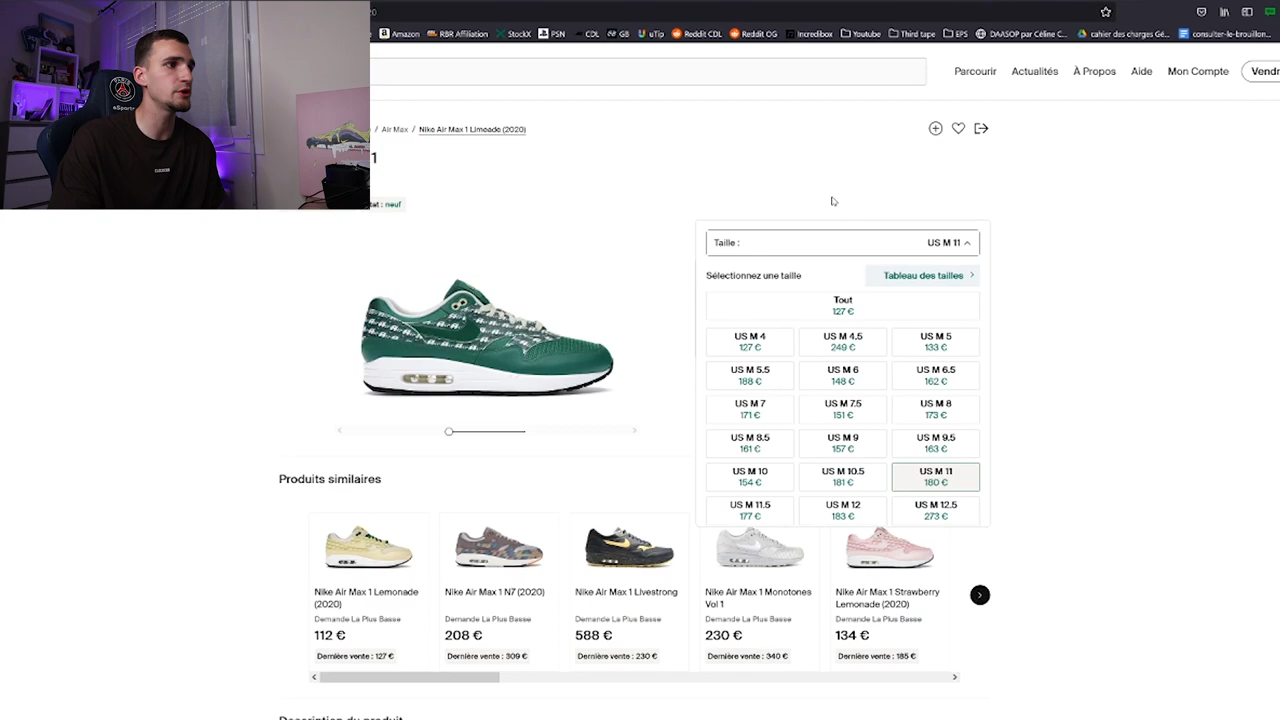 Amazon RBR Affiliation StockX PSN CDL GB uTip Reddit CDL Reddit OG Incredibox Youtube Third tape EPS DAASOP par Céline C... cahier des charges Gé... consulter-le-brouillon...
Parcourir Actualités À Propos Aide Mon Compte Vendr
/ Air Max / Nike Air Max 1 Limeade (2020)
1
tat : neuf
PARIS
eSports
Taille : US M 11
Sélectionnez une taille Tableau des tailles
Tout
127 €
US M 4 US M 4.5 US M 5
127 € 249 € 133 €
US M 5.5 US M 6 US M 6.5
188 € 148 € 162 €
US M 7 US M 7.5 US M 8
171 € 151 € 173 €
US M 8.5 US M 9 US M 9.5
161 € 157 € 163 €
US M 10 US M 10.5 US M 11
154 € 181 € 180 €
US M 11.5 US M 12 US M 12.5
177 € 183 € 273 €
Produits similaires
Nike Air Max 1 Lemonade (2020)
Demande La Plus Basse
112 €
Dernière vente : 127 €
Nike Air Max 1 N7 (2020)
Demande La Plus Basse
208 €
Dernière vente : 309 €
Nike Air Max 1 Livestrong
Demande La Plus Basse
588 €
Dernière vente : 230 €
Nike Air Max 1 Monotones
Vol 1
Demande La Plus Basse
230 €
Dernière vente : 340 €
Nike Air Max 1 Strawberry
Lemonade (2020)
Demande La Plus Basse
134 €
Dernière vente : 185 €
Description du produit